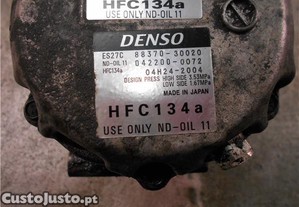 HFC134a
USE ONLY ND-OIL 11
DENSO
ES27C 88370-30020
ND-OIL 11 042200-0072
HFC134a 04H24-2004
DESIGN PRESS HIGH SIDE 3.53MPa
LOW SIDE 1.67MPa
MADE IN JAPAN
HFC134a
USE ONLY ND-OIL 11
CustoJusto.pt